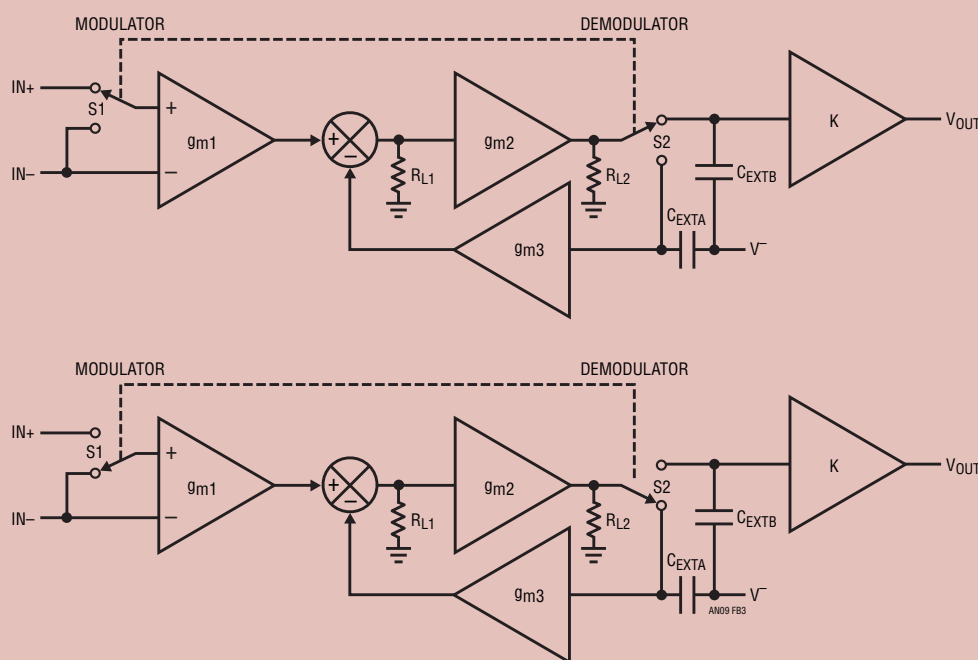 MODULATOR
DEMODULATOR
IN+
S1
IN–
+
–
gm1
+
–
RL1
gm2
RL2
S2
gm3
CEXTA
CEXTB
V–
K
VOUT
MODULATOR
DEMODULATOR
IN+
S1
IN–
+
–
gm1
+
–
RL1
gm2
RL2
S2
gm3
CEXTA
CEXTB
V–
K
VOUT
AN09 FB3